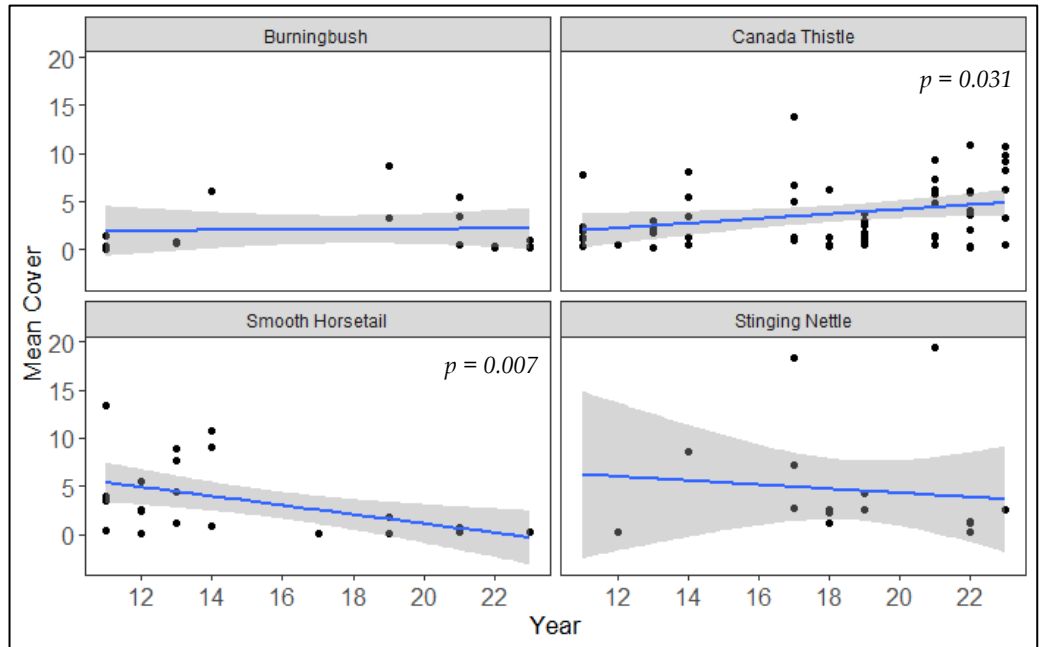 Burningbush
Canada Thistle
20
15
10
5
0
p = 0.031
Smooth Horsetail
Stinging Nettle
20
15
10
5
0
p = 0.007
Mean Cover
12 14 16 18 20 22
12 14 16 18 20 22
Year